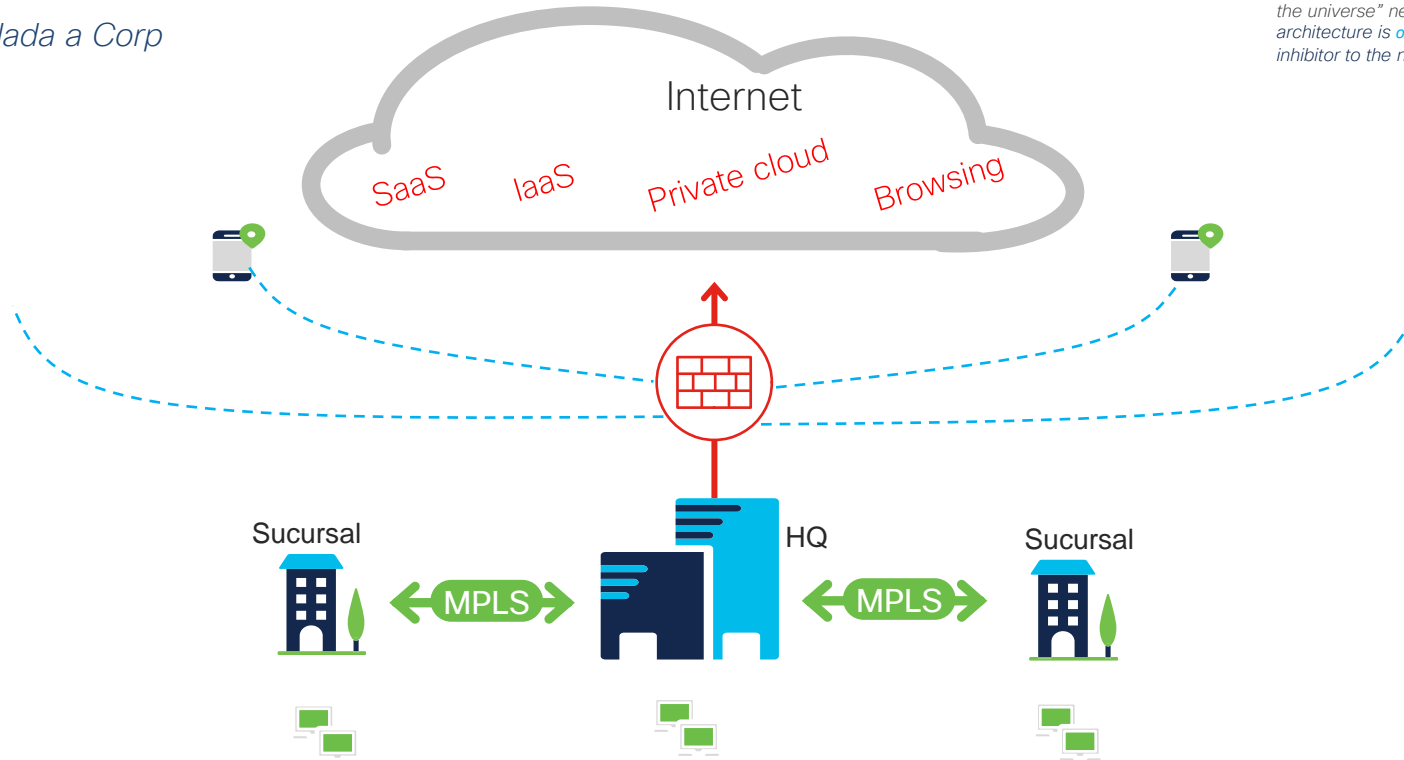 the universe"
lada a Corp
architecture is
inhibitor to the
Internet
SaaS
IaaS
Private cloud
Browsing
Sucursal
HQ
Sucursal
MPLS
MPLS